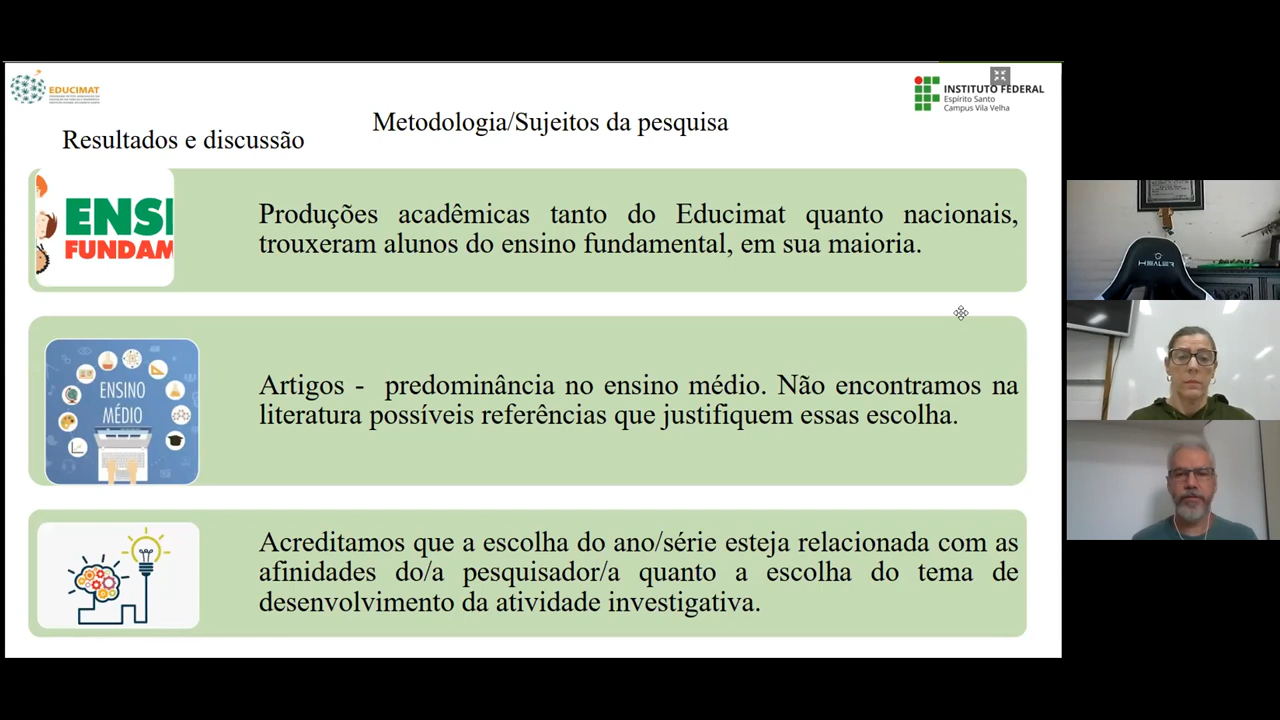 EDUCIMAT
INSTITUTO FEDERAL
Espírito Santo
Campus Vila Velha
Metodologia/Sujeitos da pesquisa
Resultados e discussão
ENSI
FUNDAM
Produções acadêmicas tanto do Educimat quanto nacionais,
trouxeram alunos do ensino fundamental, em sua maioria.
ENSINO
MÉDIO
Artigos - predominância no ensino médio. Não encontramos na
literatura possíveis referências que justifiquem essas escolha.
Acreditamos que a escolha do ano/série esteja relacionada com as
afinidades do/a pesquisador/a quanto a escolha do tema de
desenvolvimento da atividade investigativa.
HEALER